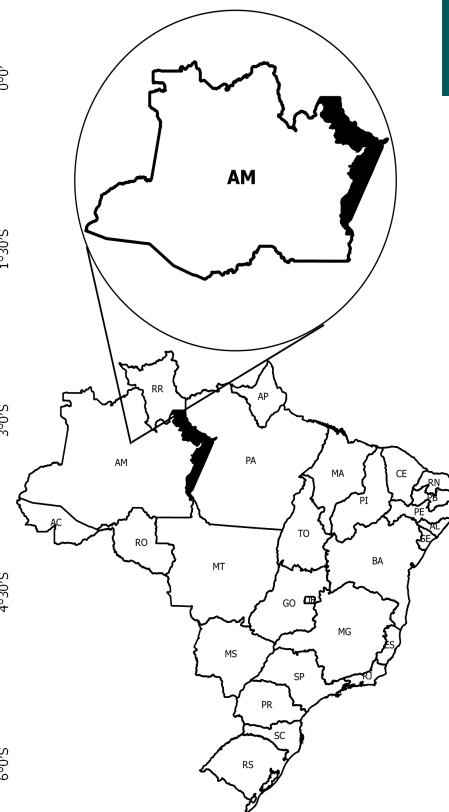 0°0'
AM
1°30'S
3°0'S
RR
AP
AM
PA
MA
CE
RN
PB
PI
PE
AL
SE
AC
RO
TO
BA
MT
4°30'S
GO
DF
MG
ES
MS
SP
RJ
PR
SC
6°0'S
RS